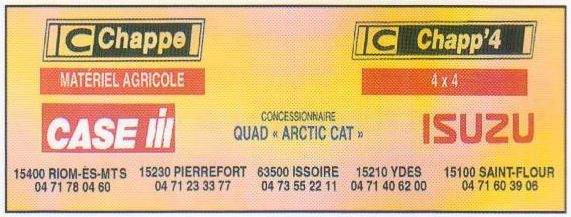 C Chappe
C Chapp'4
MATÉRIEL AGRICOLE
4 x 4
CASE III
CONCESSIONNAIRE
QUAD « ARCTIC CAT »
ISUZU
15400 RIOM-ÈS-MTS 15230 PIERREFORT 63500 ISSOIRE 15210 YDES 15100 SAINT-FLOUR
04 71 78 04 60 04 71 23 33 77 04 73 55 22 11 04 71 40 62 00 04 71 60 39 06